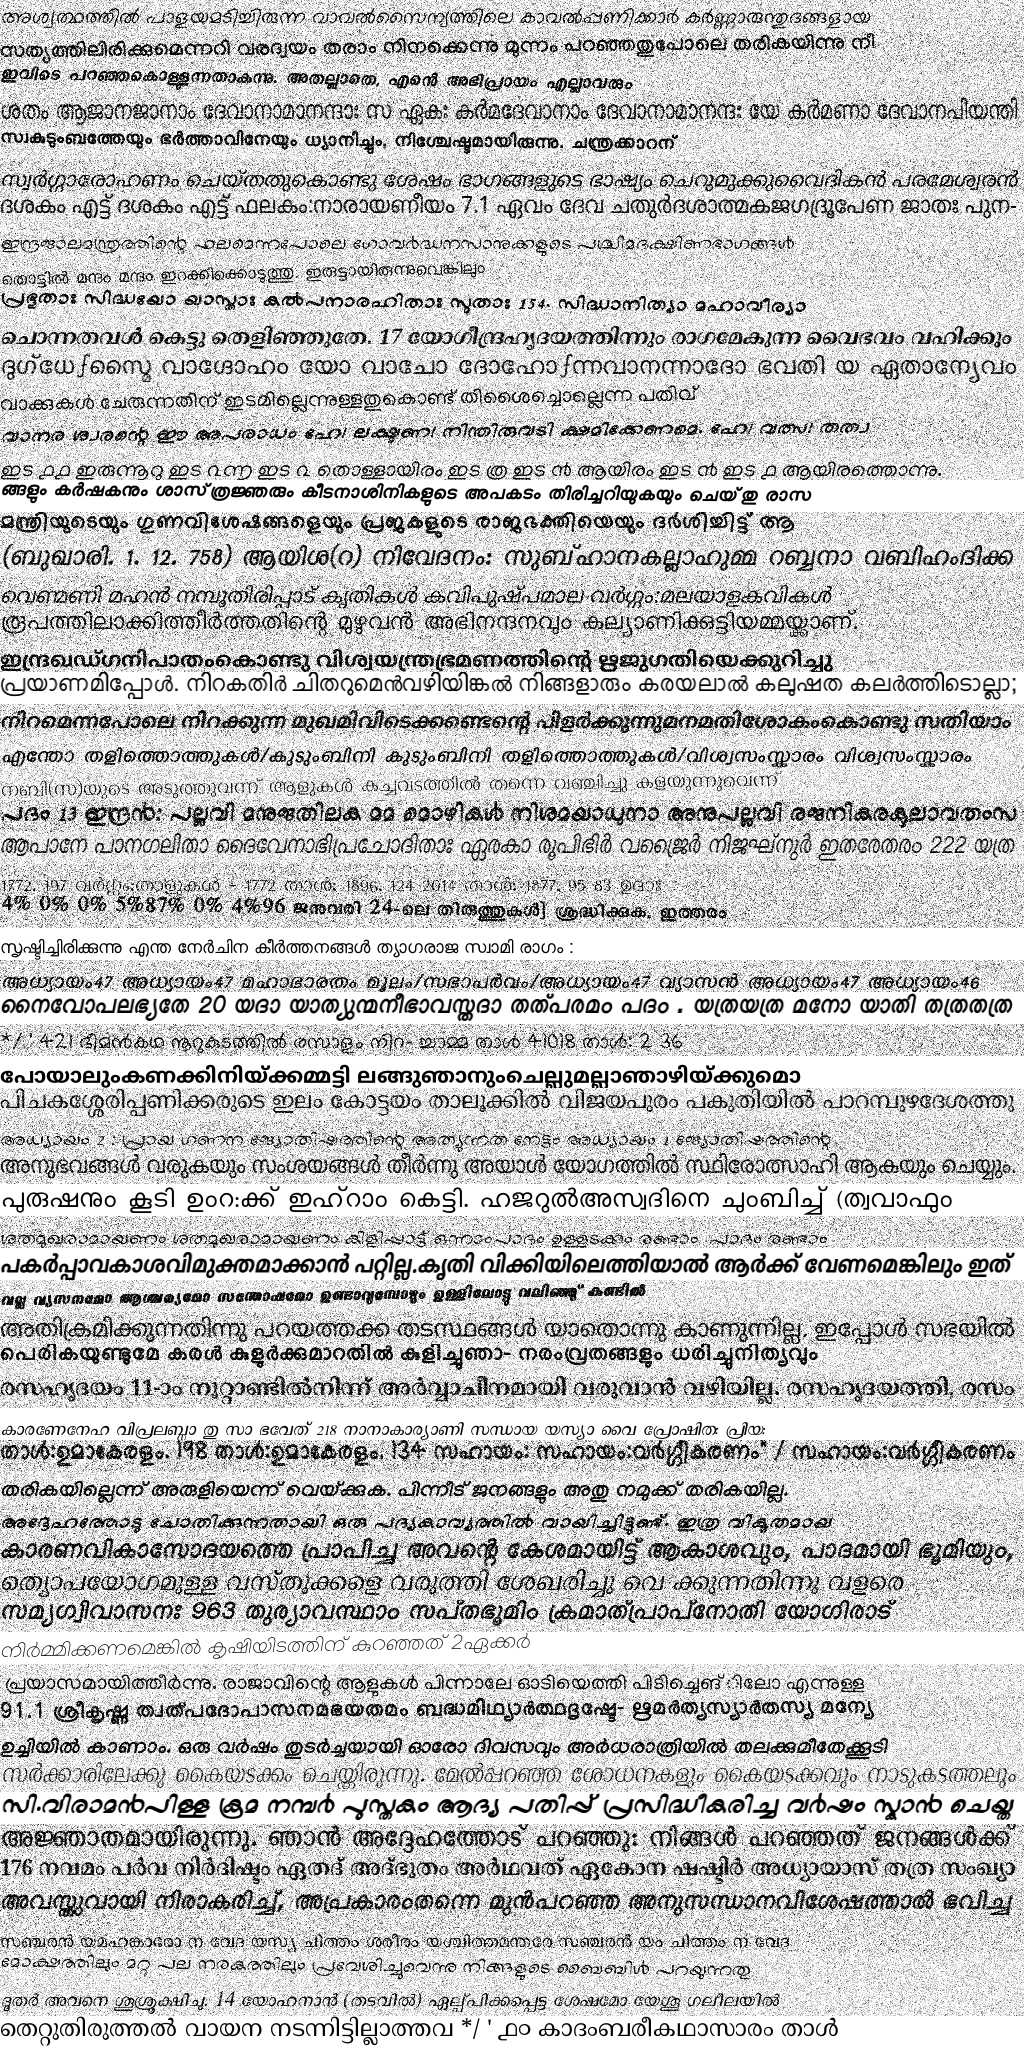 അശ്വത്ഥത്തിൽ പാളയമടിച്ചിരുന്ന വാവൽസൈന്യത്തിലെ കാവൽപ്പണിക്കാർ കർണ്ണാരുന്തുദങ്ങളായ
സത്യത്തിലിരിക്കുമെന്നറി വരദ്വയം തരാം നിനക്കെന്നു മുന്നം പറഞ്ഞതുപോലെ തരികയിന്നു നീ
ഇവിടെ പറഞ്ഞകൊള്ളുന്നതാകുന്നു. അതല്ലാതെ, എന്റെ അഭിപ്രായം എല്ലാവരും
ശതം ആജാനജാനാം ദേവാനാമാനന്ദാഃ സ ഏകഃ കർമദേവാനാം ദേവാനാമാനന്ദഃ യേ കർമണാ ദേവാനപിയന്തി
സ്വകുടുംബത്തേയും ഭർത്താവിനേയും ധ്യാനിച്ചും, നിശ്ചേഷ്ടമായിരുന്നു. ചന്ത്രക്കാറന്
സ്വർഗ്ഗാരോഹണം ചെയ്തതുകൊണ്ടു ശേഷം ഭാഗങ്ങളുടെ ഭാഷ്യം ചെറുമുക്കുവൈദികൻ പരമേശ്വരൻ
ദശകം എട്ട് ദശകം എട്ട് ഫലകം:നാരായണീയം 7.1 ഏവം ദേവ ചതുർദശാത്മകജഗദ്രൂപേണ ജാതഃ പുന-
ഇന്ദ്രജാലമന്ത്രത്തിന്റെ ഫലമെന്നപോലെ ഗോവർദ്ധനസാനുക്കളുടെ പശ്ചിമദക്ഷിണഭാഗങ്ങൾ
തൊട്ടിൽ മന്ദം മന്ദം ഇറക്കിക്കൊടുത്തു. ഇരുട്ടായിരുന്നുവെങ്കിലും
പ്രഭുതാഃ സിദ്ധയോ യാസ്താഃ കൽപനാരഹിതാഃ സ്മൃതാഃ 154. സിദ്ധാനിത്യാ മഹാവീര്യാ
ചൊന്നതവൾ കെട്ടു തെളിഞ്ഞുതേ. 17 യോഗീന്ദ്രഹൃദയത്തിന്നും രാഗമേകുന്ന വൈഭവം വഹിക്കും
ദുഗ്ധേƒസ്മൈ വാഗ്ദോഹം യോ വാചോ ദോഹോƒന്നവാനന്നാദോ ഭവതി യ ഏതാന്യേവം
വാക്കുകൾ ചേരുന്നതിന് ഇടമില്ലെന്നുള്ളതുകൊണ്ട് തിശൈച്ചൊല്ലെന്ന പതിവ്
വാനര ശ്വരന്റെ ഈ അപരാധം ഹേ! ലക്ഷ്മണ! നിന്തിരുവടി ക്ഷമിക്കേണമെ. ഹേ! വത്സ! തത്വ
ഇട ൧൧ ഇരുന്നൂറു ഇട ൨൬ ഇട ൨ തൊള്ളായിരം ഇട ത്ര ഇട ൻ ആയിരം ഇട ൻ ഇട ൧ ആയിരത്തൊന്നു.
ങ്ങളും കർഷകനും ശാസ്ത്രജ്ഞരും കീടനാശിനികളുടെ അപകടം തിരിച്ചറിയുകയും ചെയ്തു രാസ
മന്ത്രിയുടെയും ഗുണവിശേഷങ്ങളെയും പ്രജുകളുടെ രാജഭക്തിയെയും ദർശിച്ചിട്ട് ആ
(ബുഖാരി. 1. 12. 758) ആയിശ(റ) നിവേദനം: സുബ്ഹാനകല്ലാഹുമ്മ റബ്ബനാ വബിഹംദിക്ക
വെണ്മണി മഹൻ നമ്പൂതിരിപ്പാട് കൃതികൾ കവിപുഷ്പമാല വർഗ്ഗം:മലയാളകവികൾ
രൂപത്തിലാക്കിത്തീർത്തതിന്റെ മുഴുവൻ അഭിനന്ദനവും കല്യാണിക്കുട്ടിയമ്മയ്ക്കാണ്.
ഇന്ദ്രഖഡ്ഗനിപാതംകൊണ്ടു വിശ്വയന്ത്രഭ്രമണത്തിന്റെ ഋജുഗതിയെക്കുറിച്ചു
പ്രയാണമിപ്പോൾ. നിറകതിർ ചിതറുമെൻവഴിയിങ്കൽ നിങ്ങളാരും കരയലാൽ കലുഷത കലർത്തിടൊല്ലാ;
നിറമെന്നപോലെ നിറക്കുന്ന മുഖമിവിടെക്കണ്ടെന്റെ പിളർക്കുന്നുമനമതിശോകംകൊണ്ടു സതിയാം
എന്തോ തളിത്തൊത്തുകൾ/കുടുംബിനി കുടുംബിനി തളിത്തൊത്തുകൾ/വിശ്വസംസ്ക്കാരം വിശ്വസംസ്ക്കാരം
നബി(സ)യുടെ അടുത്തുവന്ന് ആളുകൾ കച്ചവടത്തിൽ തന്നെ വഞ്ചിച്ചു കളയുന്നുവെന്ന്
പദം 13 ഇന്ദ്രൻ: പല്ലവി മനുജതിലക മമ മൊഴികൾ നിശമയാധുനാ അനുപല്ലവി രജനികരകുലാവതംസ
ആപാനേ പാനഗലിതാ ദൈവേനാഭിപ്രചോദിതാഃ ഏരകാ രൂപിഭിർ വജ്രൈർ നിജഘ്നുർ ഇതരേതരം 222 യത്ര
1772. 197 വർഗ്ഗം:താളുകൾ - 1772 താൾ: 1896. 124 2014 താൾ: 1877. 95 83 ഉദാഃ
4% 0% 0% 5%87% 0% 4%96 ജനുവരി 24-ലെ തിരുത്തുകൾ] ശ്രദ്ധിക്കുക. ഇത്തരം
സൃഷ്ടിച്ചിരിക്കുന്നു എന്ത നേർചിന കീർത്തനങ്ങൾ ത്യാഗരാജ സ്വാമി രാഗം :
അധ്യായം47 അധ്യായം47 മഹാഭാരതം മൂലം/സഭാപർവം/അധ്യായം47 വ്യാസൻ അധ്യായം47 അധ്യായം46
നൈവോപലഭ്യതേ 20 യദാ യാത്യുന്മനീഭാവസ്തദാ തത്പരമം പദം . യത്രയത്ര മനോ യാതി തത്രതത്ര
*/ ' 421 ഭീമൻകഥ നൂറുകുടത്തിൽ രസാളം നിറ- ച്ചാമ്മ താൾ 41018 താൾ: 2 36
പോയാലുംകണക്കിനിയ്ക്കമ്മട്ടി ലങ്ങുഞാനുംചെല്ലുമല്ലാഞാഴിയ്ക്കുമൊ
പിചകശ്ശേരിപ്പണിക്കരുടെ ഇലം കോട്ടയം താലൂക്കിൽ വിജയപുരം പകുതിയിൽ പാറമ്പുഴദേശത്തു
അധ്യായം 2 : പ്രായ ഗണന ജ്യോതിഷത്തിന്റെ അത്യുന്നത നേട്ടം അധ്യായം 1 ജ്യോതിഷത്തിന്റെ
അനുഭവങ്ങൾ വരുകയും സംശയങ്ങൾ തീർന്നു അയാൾ യോഗത്തിൽ സ്ഥിരോത്സാഹി ആകയും ചെയ്യും.
പുരുഷനും കൂടി ഉംറ:ക്ക് ഇഹ്റാം കെട്ടി. ഹജറുൽഅസ്വദിനെ ചുംബിച്ച് (ത്വവാഫും
ശതമുഖരാമായണം ശതമുഖരാമായണം കിളിപ്പാട്ട് ഒന്നാംപാദം ഉള്ളടക്കം രണ്ടാം പാദം രണ്ടാം
പകർപ്പാവകാശവിമുക്തമാക്കാൻ പറ്റില്ല.കൃതി വിക്കിയിലെത്തിയാൽ ആർക്ക് വേണമെങ്കിലും ഇത്
വല്ല വ്യസനമോ ആശ്ചര്യമോ സന്തോഷമോ ഉണ്ടാവുമ്പോഴും ഉള്ളിലോട്ടു വലിഞ്ഞു് കണ്ടിൽ
അതിക്രമിക്കുന്നതിന്നു പറയത്തക്ക തടസ്ഥങ്ങൾ യാതൊന്നു കാണുന്നില്ല. ഇപ്പോൾ സഭയിൽ
പെരികയുണ്ടുമേ കരൾ കുളുർക്കുമാറതിൽ കുളിച്ചുഞാ- നരംവ്രതങ്ങളും ധരിച്ചുനിത്യവും
രസഹൃദയം 11-ാം നൂറ്റാണ്ടിൽനിന്ന് അർവ്വാചീനമായി വരുവാൻ വഴിയില്ല. രസഹൃദയത്തി, രസം
കാരണേനേഹ വിപ്രലബ്ധാ തു സാ ഭവേത് 218 നാനാകാര്യാണി സന്ധായ യസ്യാ വൈ പ്രോഷിതഃ പ്രിയഃ
താൾ:ഉമാകേരളം. 198 താൾ:ഉമാകേരളം. 134 സഹായം: സഹായം:വർഗ്ഗീകരണം" / സഹായം:വർഗ്ഗീകരണം
തരികയില്ലെന്ന് അരുളിയെന്ന് വെയ്ക്കുക. പിന്നീട് ജനങ്ങളും അതു നമുക്ക് തരികയില്ല.
അദ്ദേഹത്തോടു ചോതിക്കുന്നതായി ഒരു പദ്യകാവ്യത്തിൽ വായിച്ചിട്ടുണ്ട്. ഇത്ര വികൃതമായ
കാരണവികാസോദയത്തെ പ്രാപിച്ച അവന്റെ കേശമായിട്ട് ആകാശവും, പാദമായി ഭൂമിയും,
ത്യൊപയോഗമുള്ള വസ്തുക്കളെ വരുത്തി ശേഖരിച്ചു വെ ക്കുന്നതിന്നു വളരെ
സമ്യഗ്വിവാസനഃ 963 തുര്യാവസ്ഥാം സപ്തഭൂമിം ക്രമാത്പ്രാപ്നോതി യോഗിരാട്
നിർമ്മിക്കണമെങ്കിൽ കൃഷിയിടത്തിന് കുറഞ്ഞത് 2ഏക്കർ
പ്രയാസമായിത്തീർന്നു. രാജാവിന്റെ ആളുകൾ പിന്നാലേ ഓടിയെത്തി പിടിച്ചെങ് ിലോ എന്നുള്ള
91.1 ശ്രീകൃഷ്ണ ത്വത്പദോപാസനമഭയതമം ബദ്ധമിഥ്യാർത്ഥദൃഷ്ടേ- ഋമർത്യസ്യാർതസ്യ മന്യേ
ഉച്ചിയിൽ കാണാം. ഒരു വർഷം തുടർച്ചയായി ഓരോ ദിവസവും അർധരാത്രിയിൽ തലക്കുമീതേക്കൂടി
സർക്കാരിലേക്കു കൈയടക്കം ചെയ്തിരുന്നു. മേൽപ്പറഞ്ഞ ശോധനകളും കൈയടക്കവും നാടുകടത്തലും
സി.വിരാമൻപിള്ള ക്രമ നമ്പർ പുസ്തകം ആദ്യ പതിപ്പ് പ്രസിദ്ധീകരിച്ച വർഷം സ്കാൻ ചെയ്ത
അജ്ഞാതമായിരുന്നു. ഞാൻ അദ്ദേഹത്തോട് പറഞ്ഞു: നിങ്ങൾ പറഞ്ഞത് ജനങ്ങൾക്ക്
176 നവമം പർവ നിർദിഷ്ടം ഏതദ് അദ്ഭുതം അർഥവത് ഏകോന ഷഷ്ടിർ അധ്യായാസ് തത്ര സംഖ്യാ
അവസ്തുവായി നിരാകരിച്ച്, അപ്രകാരംതന്നെ മുൻപറഞ്ഞ അനുസന്ധാനവിശേഷത്താൽ ഭവിച്ച
സഞ്ചരൻ യമഹങ്കാരോ ന വേദ യസ്യ ചിത്തം ശരീരം യശ്ചിത്തമന്തരേ സഞ്ചരൻ യം ചിത്തം ന വേദ
മോക്ഷത്തിലും മറ്റു പല നരകത്തിലും പ്രവേശിച്ചുവെന്നു നിങ്ങളുടെ ബൈബിൾ പറയുന്നതു
ദൂതർ അവനെ ശുശ്രൂക്ഷിച്ചു. 14 യോഹനാൻ (തടവിൽ) ഏല്പ്പിക്കപ്പെട്ട ശേഷമോ യേശു ഗലീലയിൽ
തെറ്റുതിരുത്തൽ വായന നടന്നിട്ടില്ലാത്തവ */ ' ൧൦ കാദംബരീകഥാസാരം താൾ